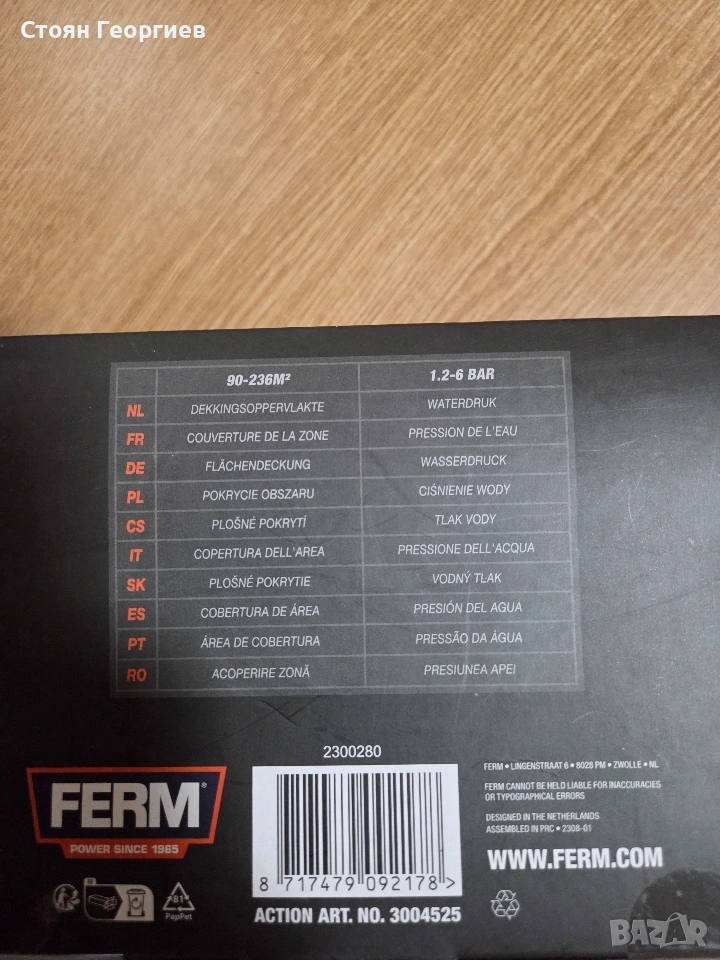 Стоян Георгиев
90-236M² 1.2-6 BAR
NL DEKKINGSOPPERVLAKTE WATERDRUK
FR COUVERTURE DE LA ZONE PRESSION DE L'EAU
DE FLÄCHENDECKUNG WASSERDRUCK
PL POKRYCIE OBSZARU CIŚNIENIE WODY
CS PLOŠNÉ POKRYTÍ TLAK VODY
IT COPERTURA DELL'AREA PRESSIONE DELL'ACQUA
SK PLOŠNÉ POKRYTIE VODNÝ TLAK
ES COBERTURA DE ÁREA PRESIÓN DEL AGUA
PT ÁREA DE COBERTURA PRESSÃO DA ÁGUA
RO ACOPERIRE ZONĂ PRESIUNEA APEI
FERM®
POWER SINCE 1965
81
PapPet
2300280
8 717479 092178 >
ACTION ART. NO. 3004525
FERM • LINGENSTRAAT 6 • 8028 PM • ZWOLLE • NL
FERM CANNOT BE HELD LIABLE FOR INACCURACIES
OR TYPOGRAPHICAL ERRORS
DESIGNED IN THE NETHERLANDS
ASSEMBLED IN PRC • 2308-01
WWW.FERM.COM
BAZAR